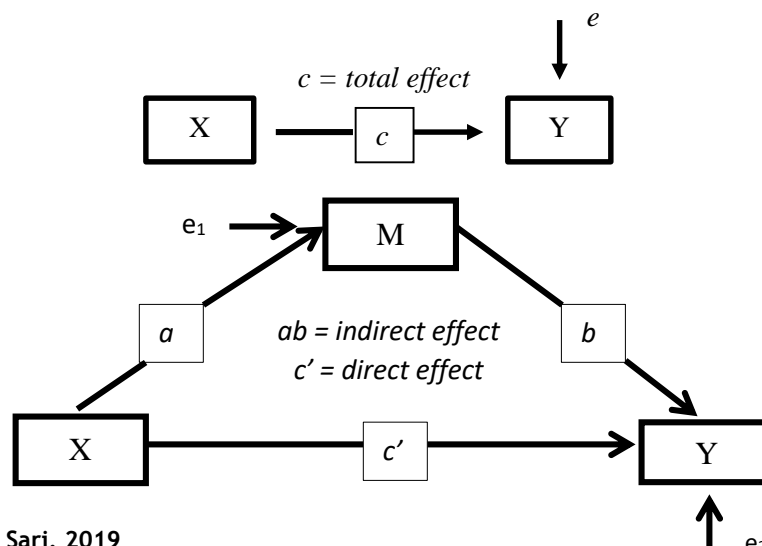 e
c = total effect
X
c
Y
e₁
M
a
ab = indirect effect
b
c’ = direct effect
X
c’
Y
Sari, 2019